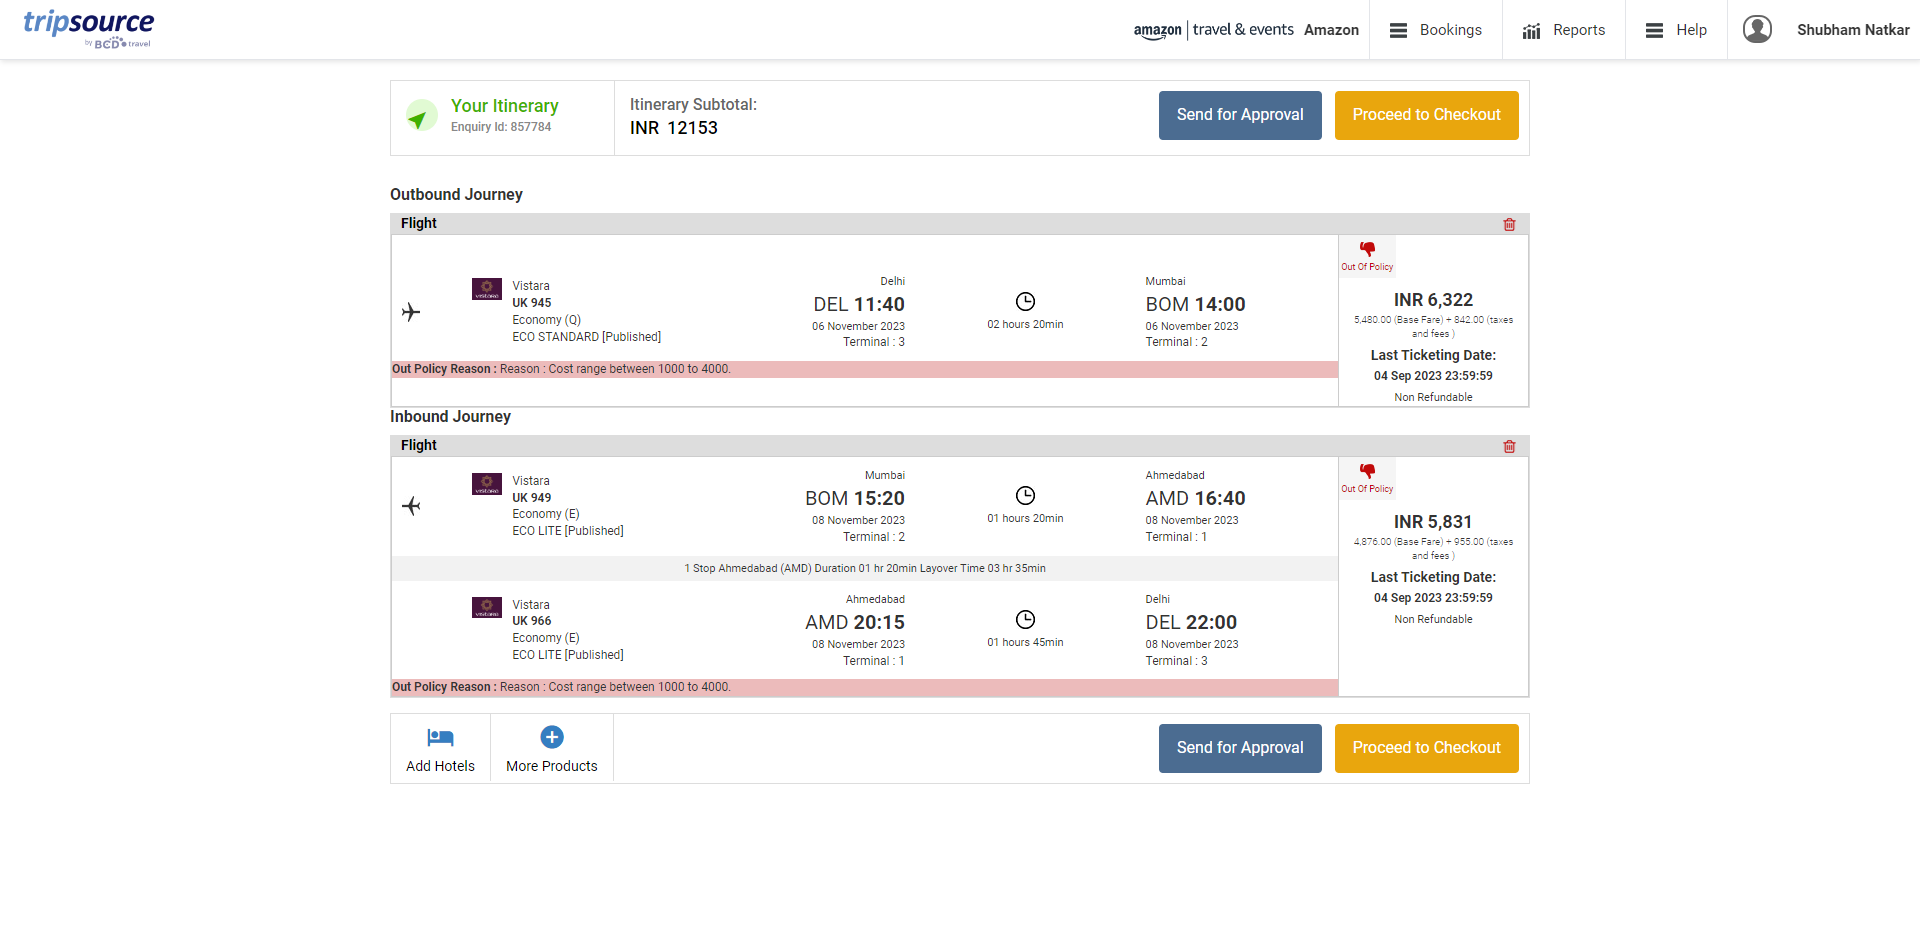 tripsource
by BCD travel
amazon | travel & events Amazon
Bookings
Reports
Help
Shubham Natkar
Your Itinerary
Enquiry Id: 857784
Itinerary Subtotal:
INR 12153
Send for Approval
Proceed to Checkout
Outbound Journey
Flight
Vistara
UK 945
Economy (Q)
ECO STANDARD [Published]
Delhi
DEL 11:40
06 November 2023
Terminal : 3
02 hours 20min
Mumbai
BOM 14:00
06 November 2023
Terminal : 2
Out Of Policy
INR 6,322
5,480.00 (Base Fare) + 842.00 (taxes
and fees )
Last Ticketing Date:
04 Sep 2023 23:59:59
Non Refundable
Out Policy Reason : Reason : Cost range between 1000 to 4000.
Inbound Journey
Flight
Vistara
UK 949
Economy (E)
ECO LITE [Published]
Mumbai
BOM 15:20
08 November 2023
Terminal : 2
01 hours 20min
Ahmedabad
AMD 16:40
08 November 2023
Terminal : 1
Out Of Policy
INR 5,831
4,876.00 (Base Fare) + 955.00 (taxes
and fees )
Last Ticketing Date:
04 Sep 2023 23:59:59
Non Refundable
1 Stop Ahmedabad (AMD) Duration 01 hr 20min Layover Time 03 hr 35min
Vistara
UK 966
Economy (E)
ECO LITE [Published]
Ahmedabad
AMD 20:15
08 November 2023
Terminal : 1
01 hours 45min
Delhi
DEL 22:00
08 November 2023
Terminal : 3
Out Policy Reason : Reason : Cost range between 1000 to 4000.
Add Hotels
More Products
Send for Approval
Proceed to Checkout